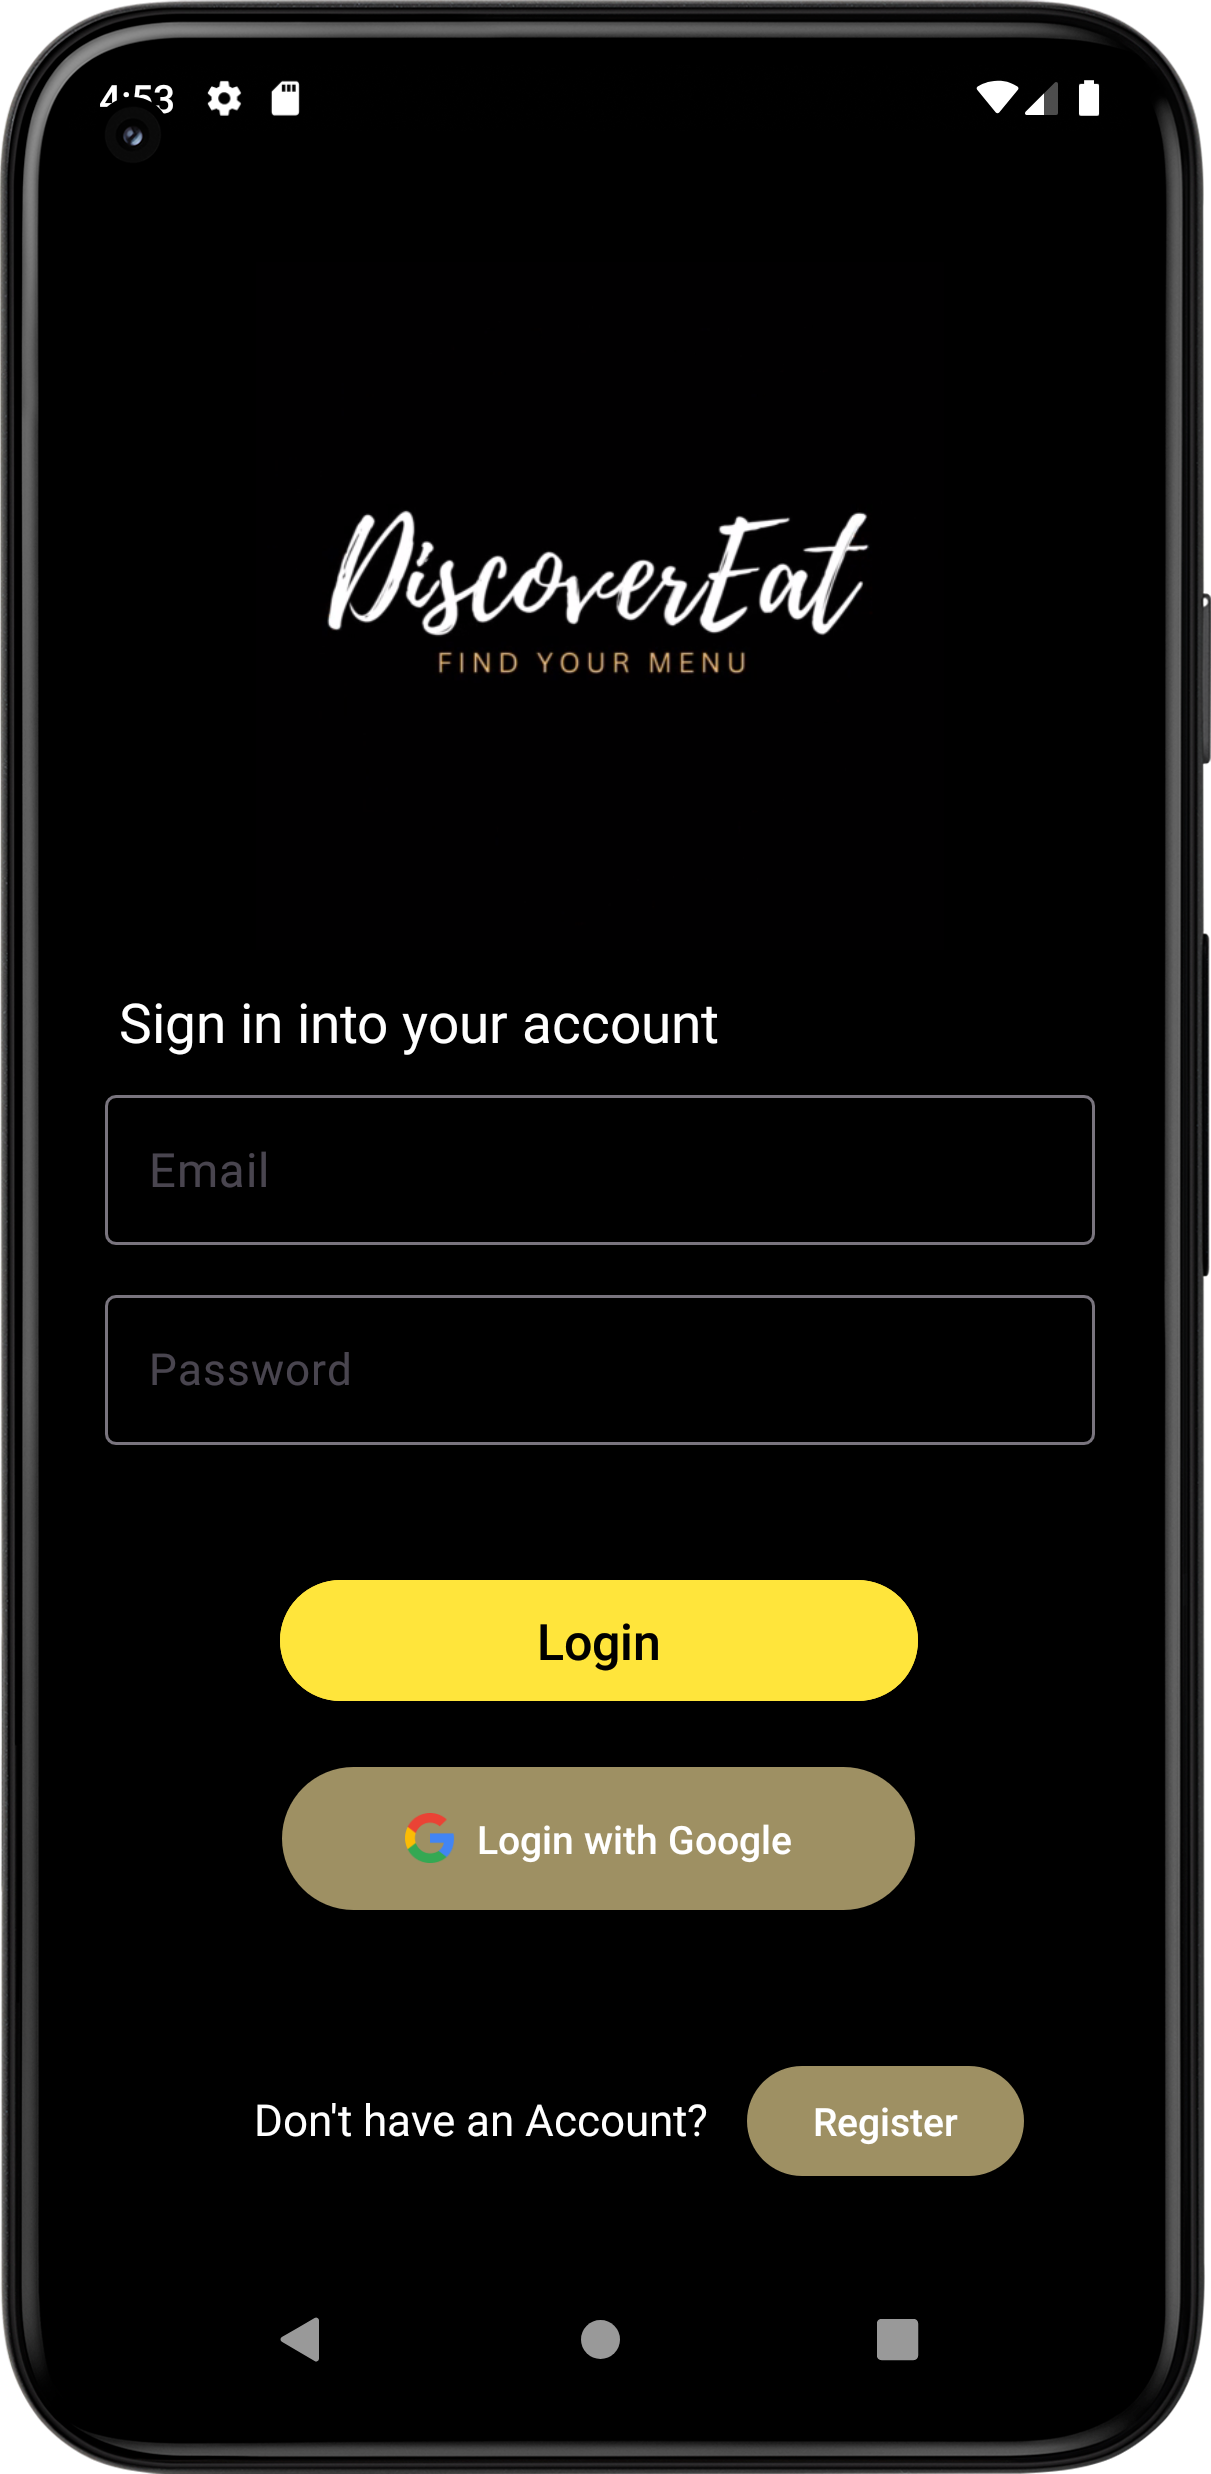 4:53
DiscoverEat
FIND YOUR MENU
Sign in into your account
Email
Password
Login
Login with Google
Don't have an Account? Register